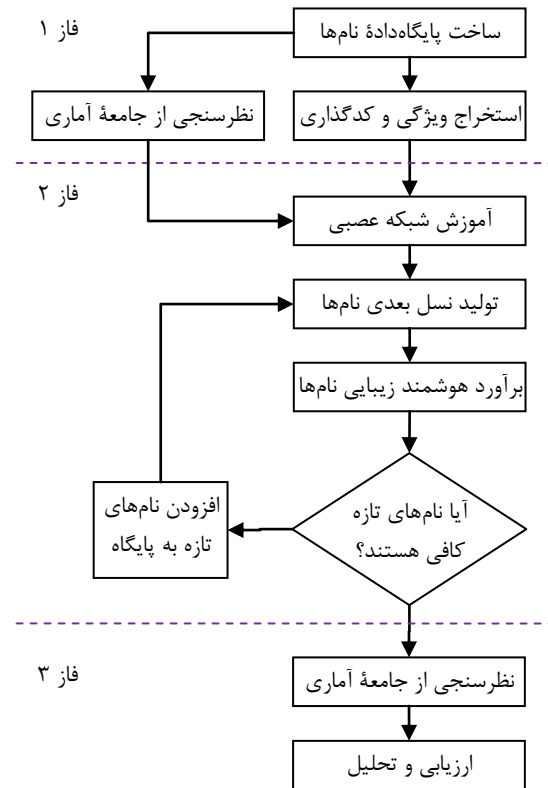 فاز ۱
ساخت پایگاه‌دادهٔ نام‌ها
استخراج ویژگی و کدگذاری
نظرسنجی از جامعهٔ آماری
فاز ۲
آموزش شبکه عصبی
تولید نسل بعدی نام‌ها
برآورد هوشمند زیبایی نام‌ها
آیا نام‌های تازه
کافی هستند؟
افزودن نام‌های
تازه به پایگاه
فاز ۳
نظرسنجی از جامعهٔ آماری
ارزیابی و تحلیل